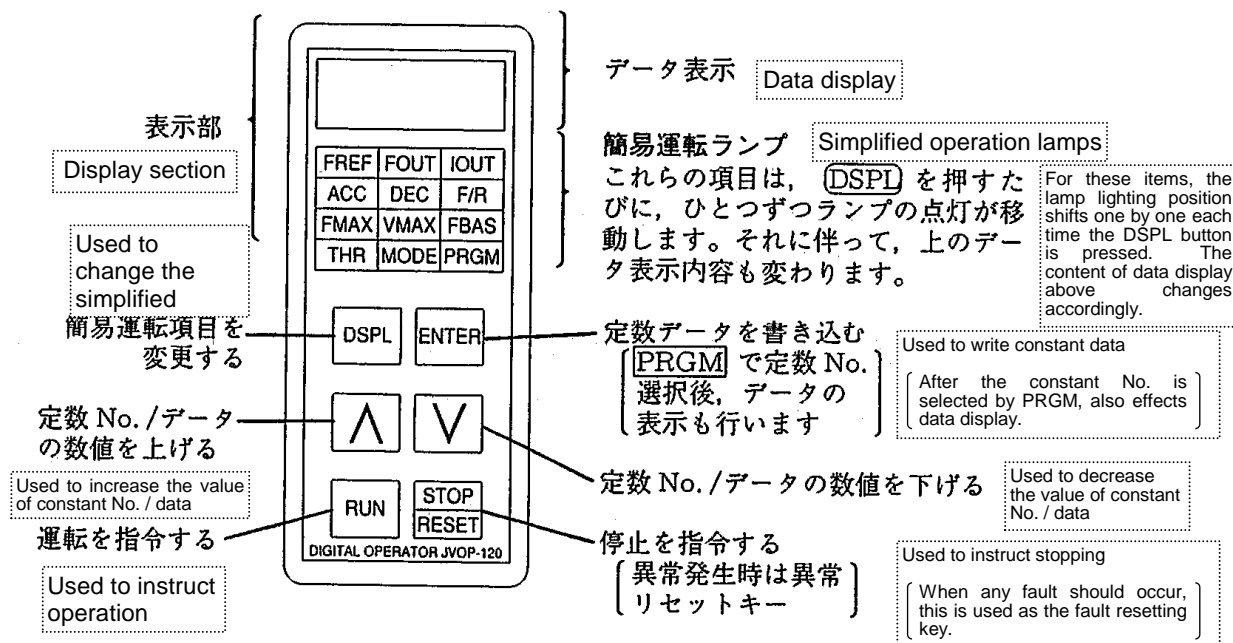 表示部
Display section
Used to
change the
simplified
簡易運転項目を
変更する
定数 No./データ
の数値を上げる
Used to increase the value
of constant No. / data
運転を指令する
Used to instruct
operation
FREF FOUT IOUT
ACC DEC F/R
FMAX VMAX FBAS
THR MODE PRGM
DSPL ENTER
∧ ∨
RUN STOP
RESET
DIGITAL OPERATOR JVOP-120
データ表示 Data display
簡易運転ランプ Simplified operation lamps
これらの項目は, DSPL を押すた
びに, ひとつずつランプの点灯が移
動します。それに伴って, 上のデー
タ表示内容も変わります。
For these items, the
lamp lighting position
shifts one by one each
time the DSPL button
is pressed. The
content of data display
above changes
accordingly.
定数データを書き込む
PRGM で定数 No.
選択後, データの
表示も行います
Used to write constant data
After the constant No. is
selected by PRGM, also effects
data display.
定数 No./データの数値を下げる
Used to decrease
the value of constant
No. / data
停止を指令する
異常発生時は異常
リセットキー
Used to instruct stopping
When any fault should occur,
this is used as the fault resetting
key.